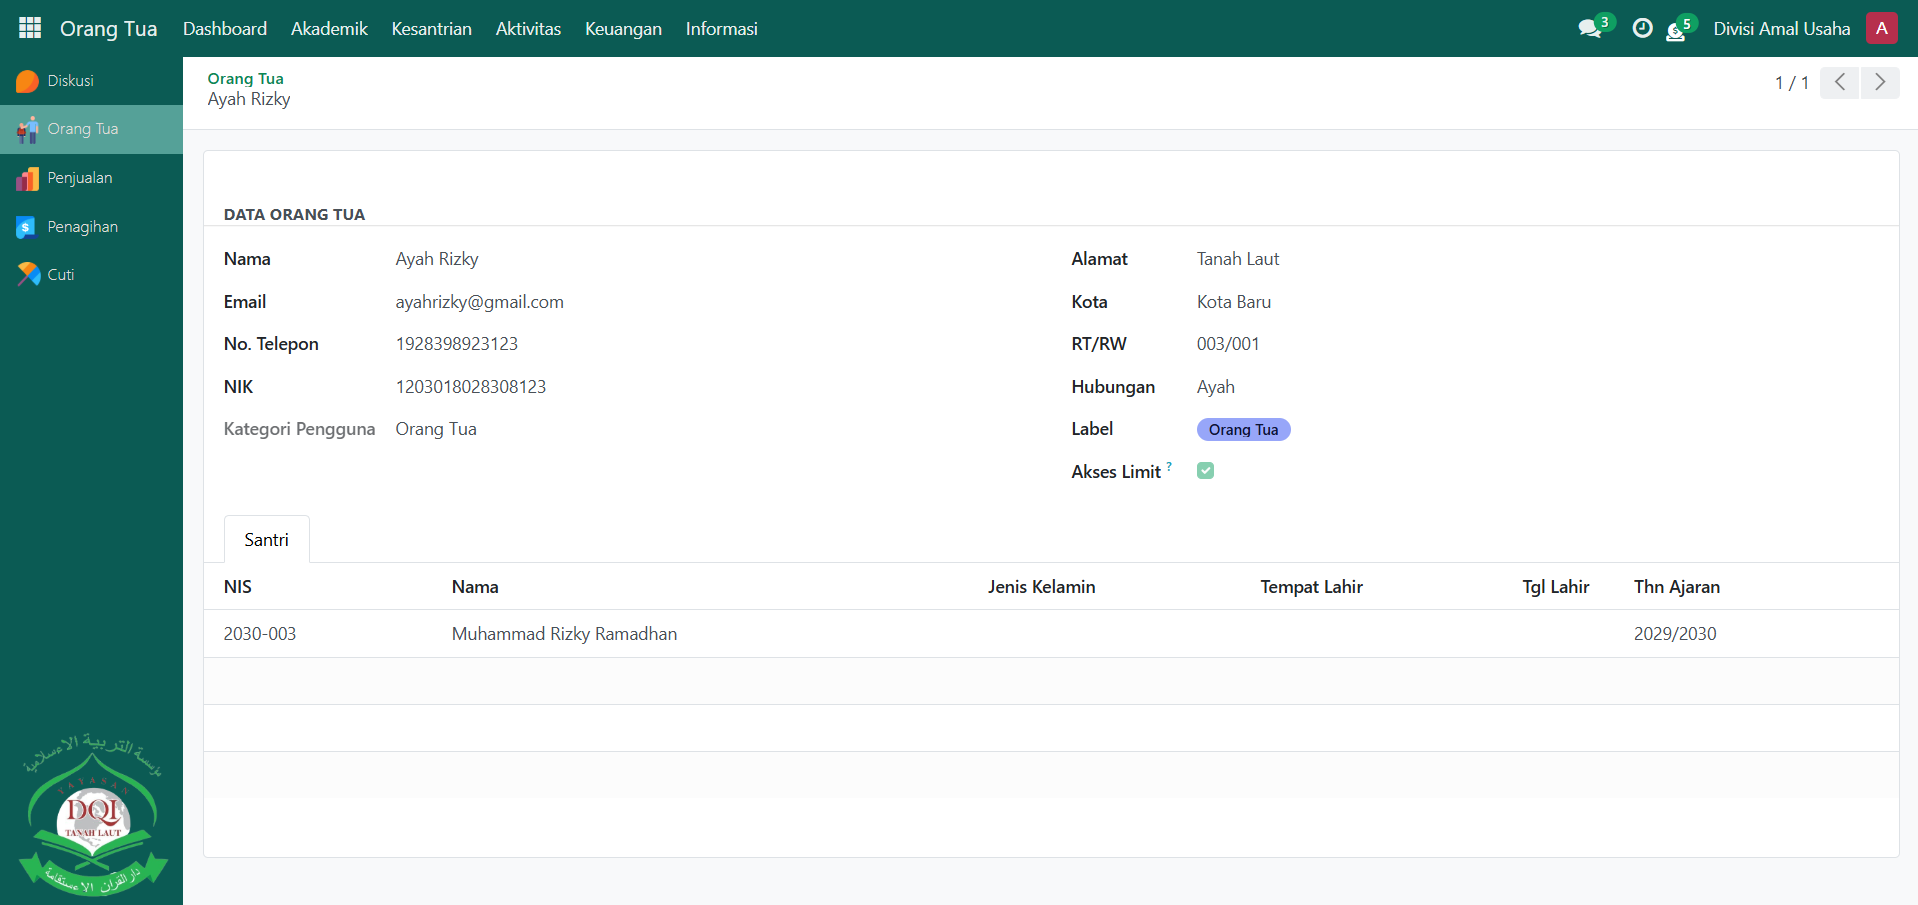 Orang Tua Dashboard Akademik Kesantrian Aktivitas Keuangan Informasi 3 5 Divisi Amal Usaha A
Diskusi
Orang Tua
Penjualan
Penagihan
Cuti
Orang Tua
Ayah Rizky
1 / 1
DATA ORANG TUA
Nama Ayah Rizky Alamat Tanah Laut
Email ayahrizky@gmail.com Kota Kota Baru
No. Telepon 1928398923123 RT/RW 003/001
NIK 1203018028308123 Hubungan Ayah
Kategori Pengguna Orang Tua Label Orang Tua
Akses Limit ?
Santri
NIS Nama Jenis Kelamin Tempat Lahir Tgl Lahir Thn Ajaran
2030-003 Muhammad Rizky Ramadhan 2029/2030
مؤسسة التربية الإسلامية
YAYASAN
DQI
TANAH LAUT
دار القرآن الاستقامة